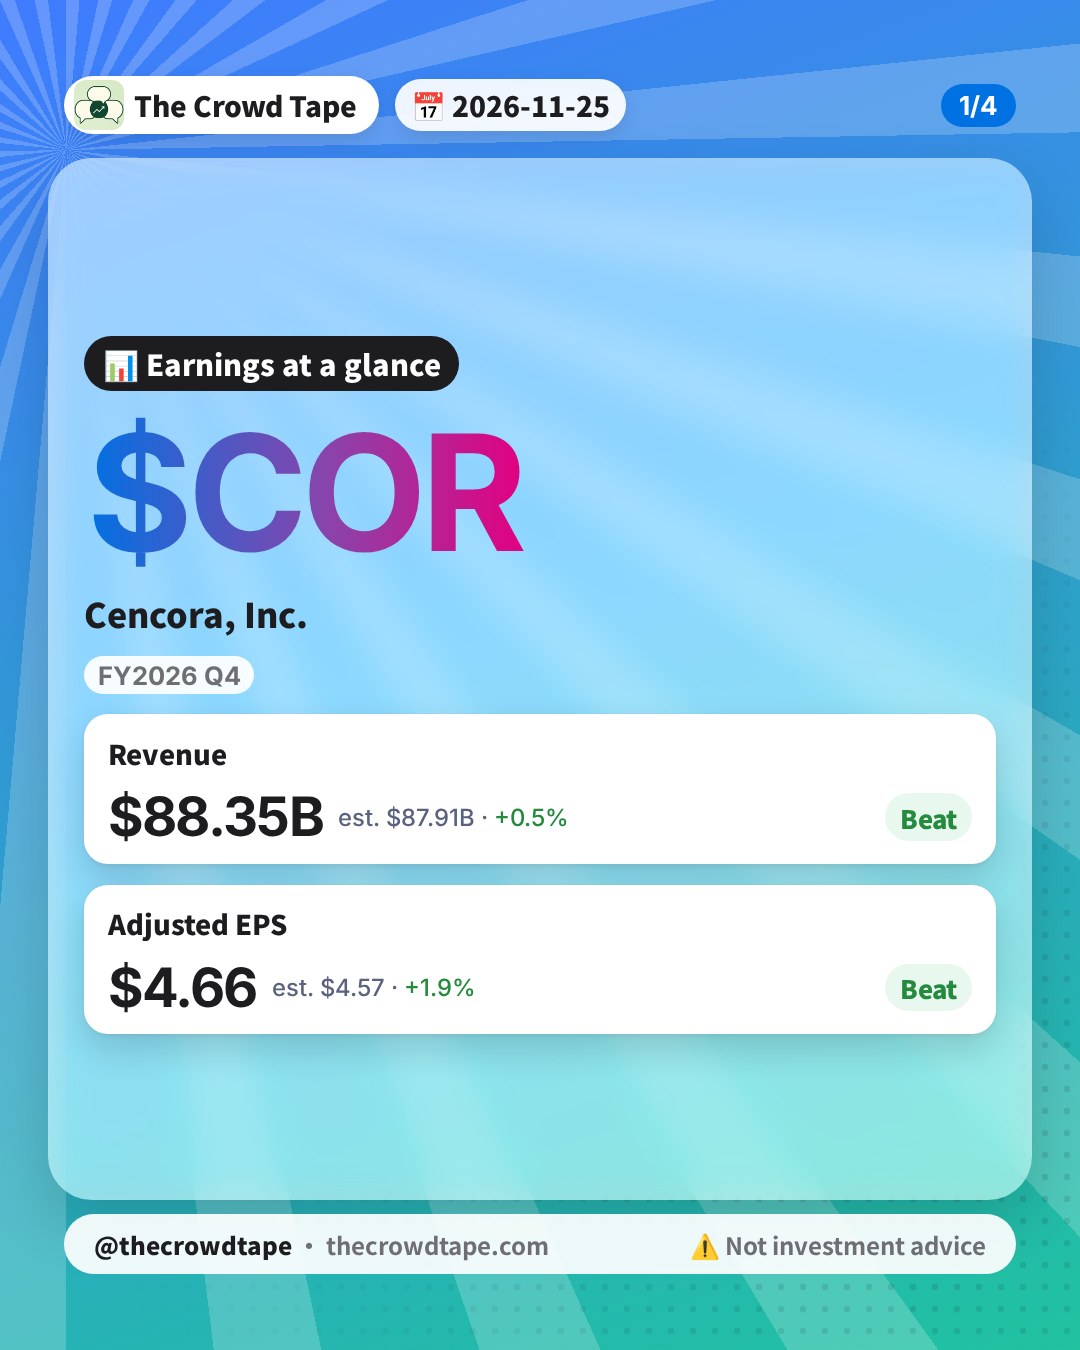 The Crowd Tape
📅 2026-11-25
1/4
📊 Earnings at a glance
$COR
Cencora, Inc.
FY2026 Q4
Revenue
$88.35B est. $87.91B · +0.5%
Beat
Adjusted EPS
$4.66 est. $4.57 · +1.9%
Beat
@thecrowdtape • thecrowdtape.com
⚠️ Not investment advice